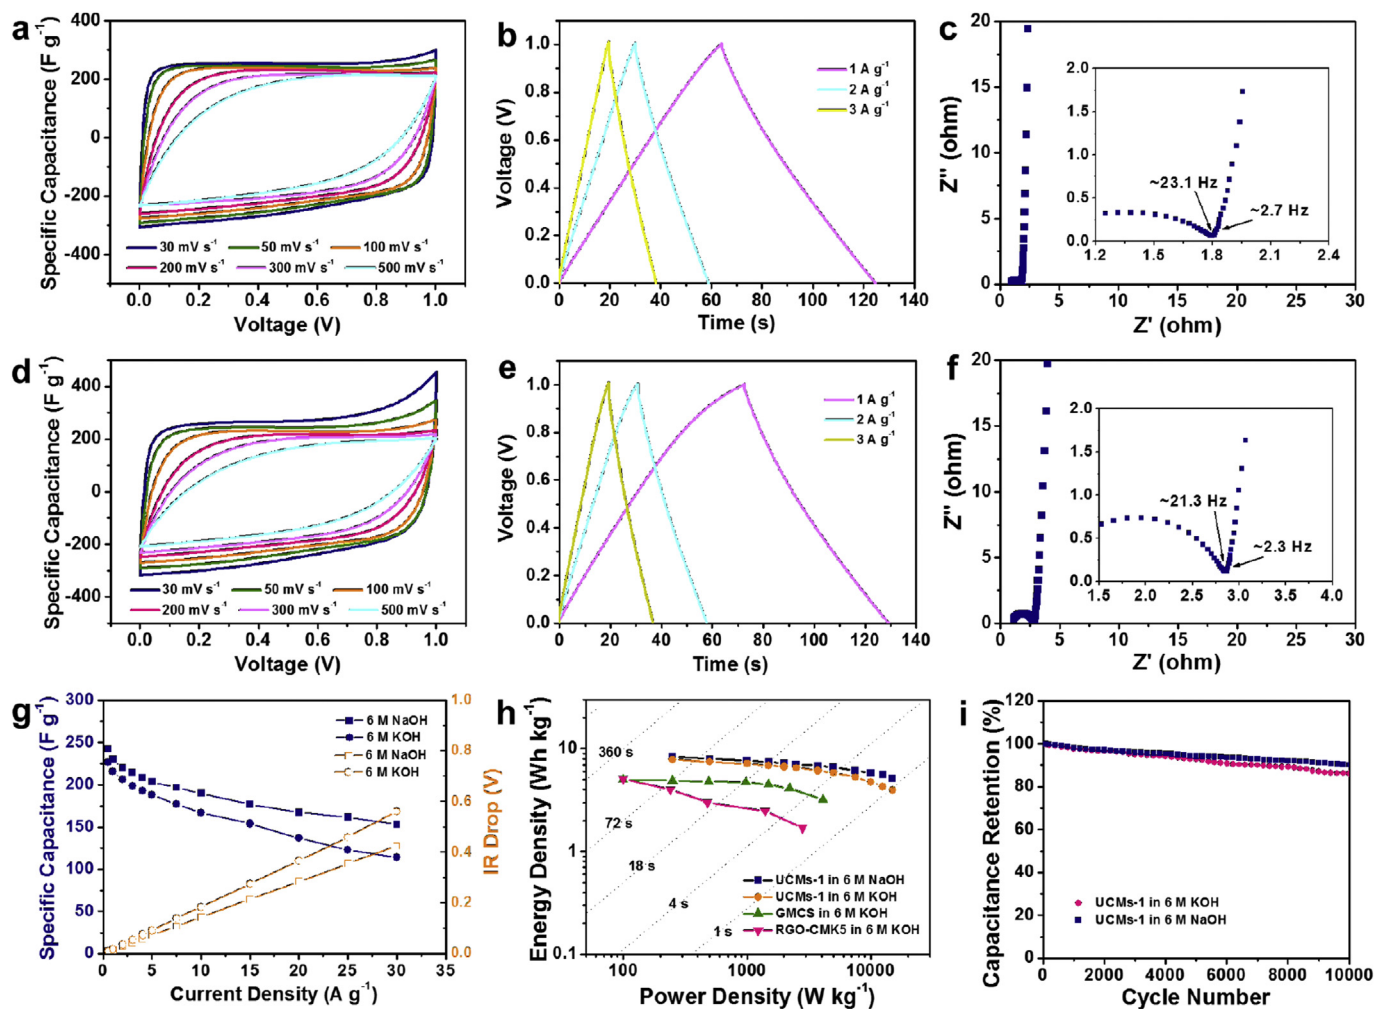 a
Specific Capacitance (F g⁻¹)
400
200
0
-200
-400
30 mV s⁻¹ 50 mV s⁻¹ 100 mV s⁻¹
200 mV s⁻¹ 300 mV s⁻¹ 500 mV s⁻¹
0.0 0.2 0.4 0.6 0.8 1.0
Voltage (V)
b
Voltage (V)
1.0
0.8
0.6
0.4
0.2
0.0
1 A g⁻¹
2 A g⁻¹
3 A g⁻¹
0 20 40 60 80 100 120 140
Time (s)
c
Z" (ohm)
20
15
10
5
0
2.0
1.5
1.0
0.5
0.0
~23.1 Hz
~2.7 Hz
1.2 1.5 1.8 2.1 2.4
0 5 10 15 20 25 30
Z' (ohm)
d
Specific Capacitance (F g⁻¹)
400
200
0
-200
-400
30 mV s⁻¹ 50 mV s⁻¹ 100 mV s⁻¹
200 mV s⁻¹ 300 mV s⁻¹ 500 mV s⁻¹
0.0 0.2 0.4 0.6 0.8 1.0
Voltage (V)
e
Voltage (V)
1.0
0.8
0.6
0.4
0.2
0.0
1 A g⁻¹
2 A g⁻¹
3 A g⁻¹
0 20 40 60 80 100 120 140
Time (s)
f
Z" (ohm)
20
15
10
5
0
2.0
1.5
1.0
0.5
0.0
~21.3 Hz
~2.3 Hz
1.5 2.0 2.5 3.0 3.5 4.0
0 5 10 15 20 25 30
Z' (ohm)
g
Specific Capacitance (F g⁻¹)
300
250
200
150
100
50
0
6 M NaOH
6 M KOH
6 M NaOH
6 M KOH
1.0
0.8
0.6
0.4
0.2
0.0
IR Drop (V)
0 5 10 15 20 25 30 35
Current Density (A g⁻¹)
h
Energy Density (Wh kg⁻¹)
10
1
0.1
360 s
72 s
18 s
4 s
1 s
UCMs-1 in 6 M NaOH
UCMs-1 in 6 M KOH
GMCS in 6 M KOH
RGO-CMK5 in 6 M KOH
100 1000 10000
Power Density (W kg⁻¹)
i
Capacitance Retention (%)
120
100
80
60
40
20
0
UCMs-1 in 6 M KOH
UCMs-1 in 6 M NaOH
0 2000 4000 6000 8000 10000
Cycle Number